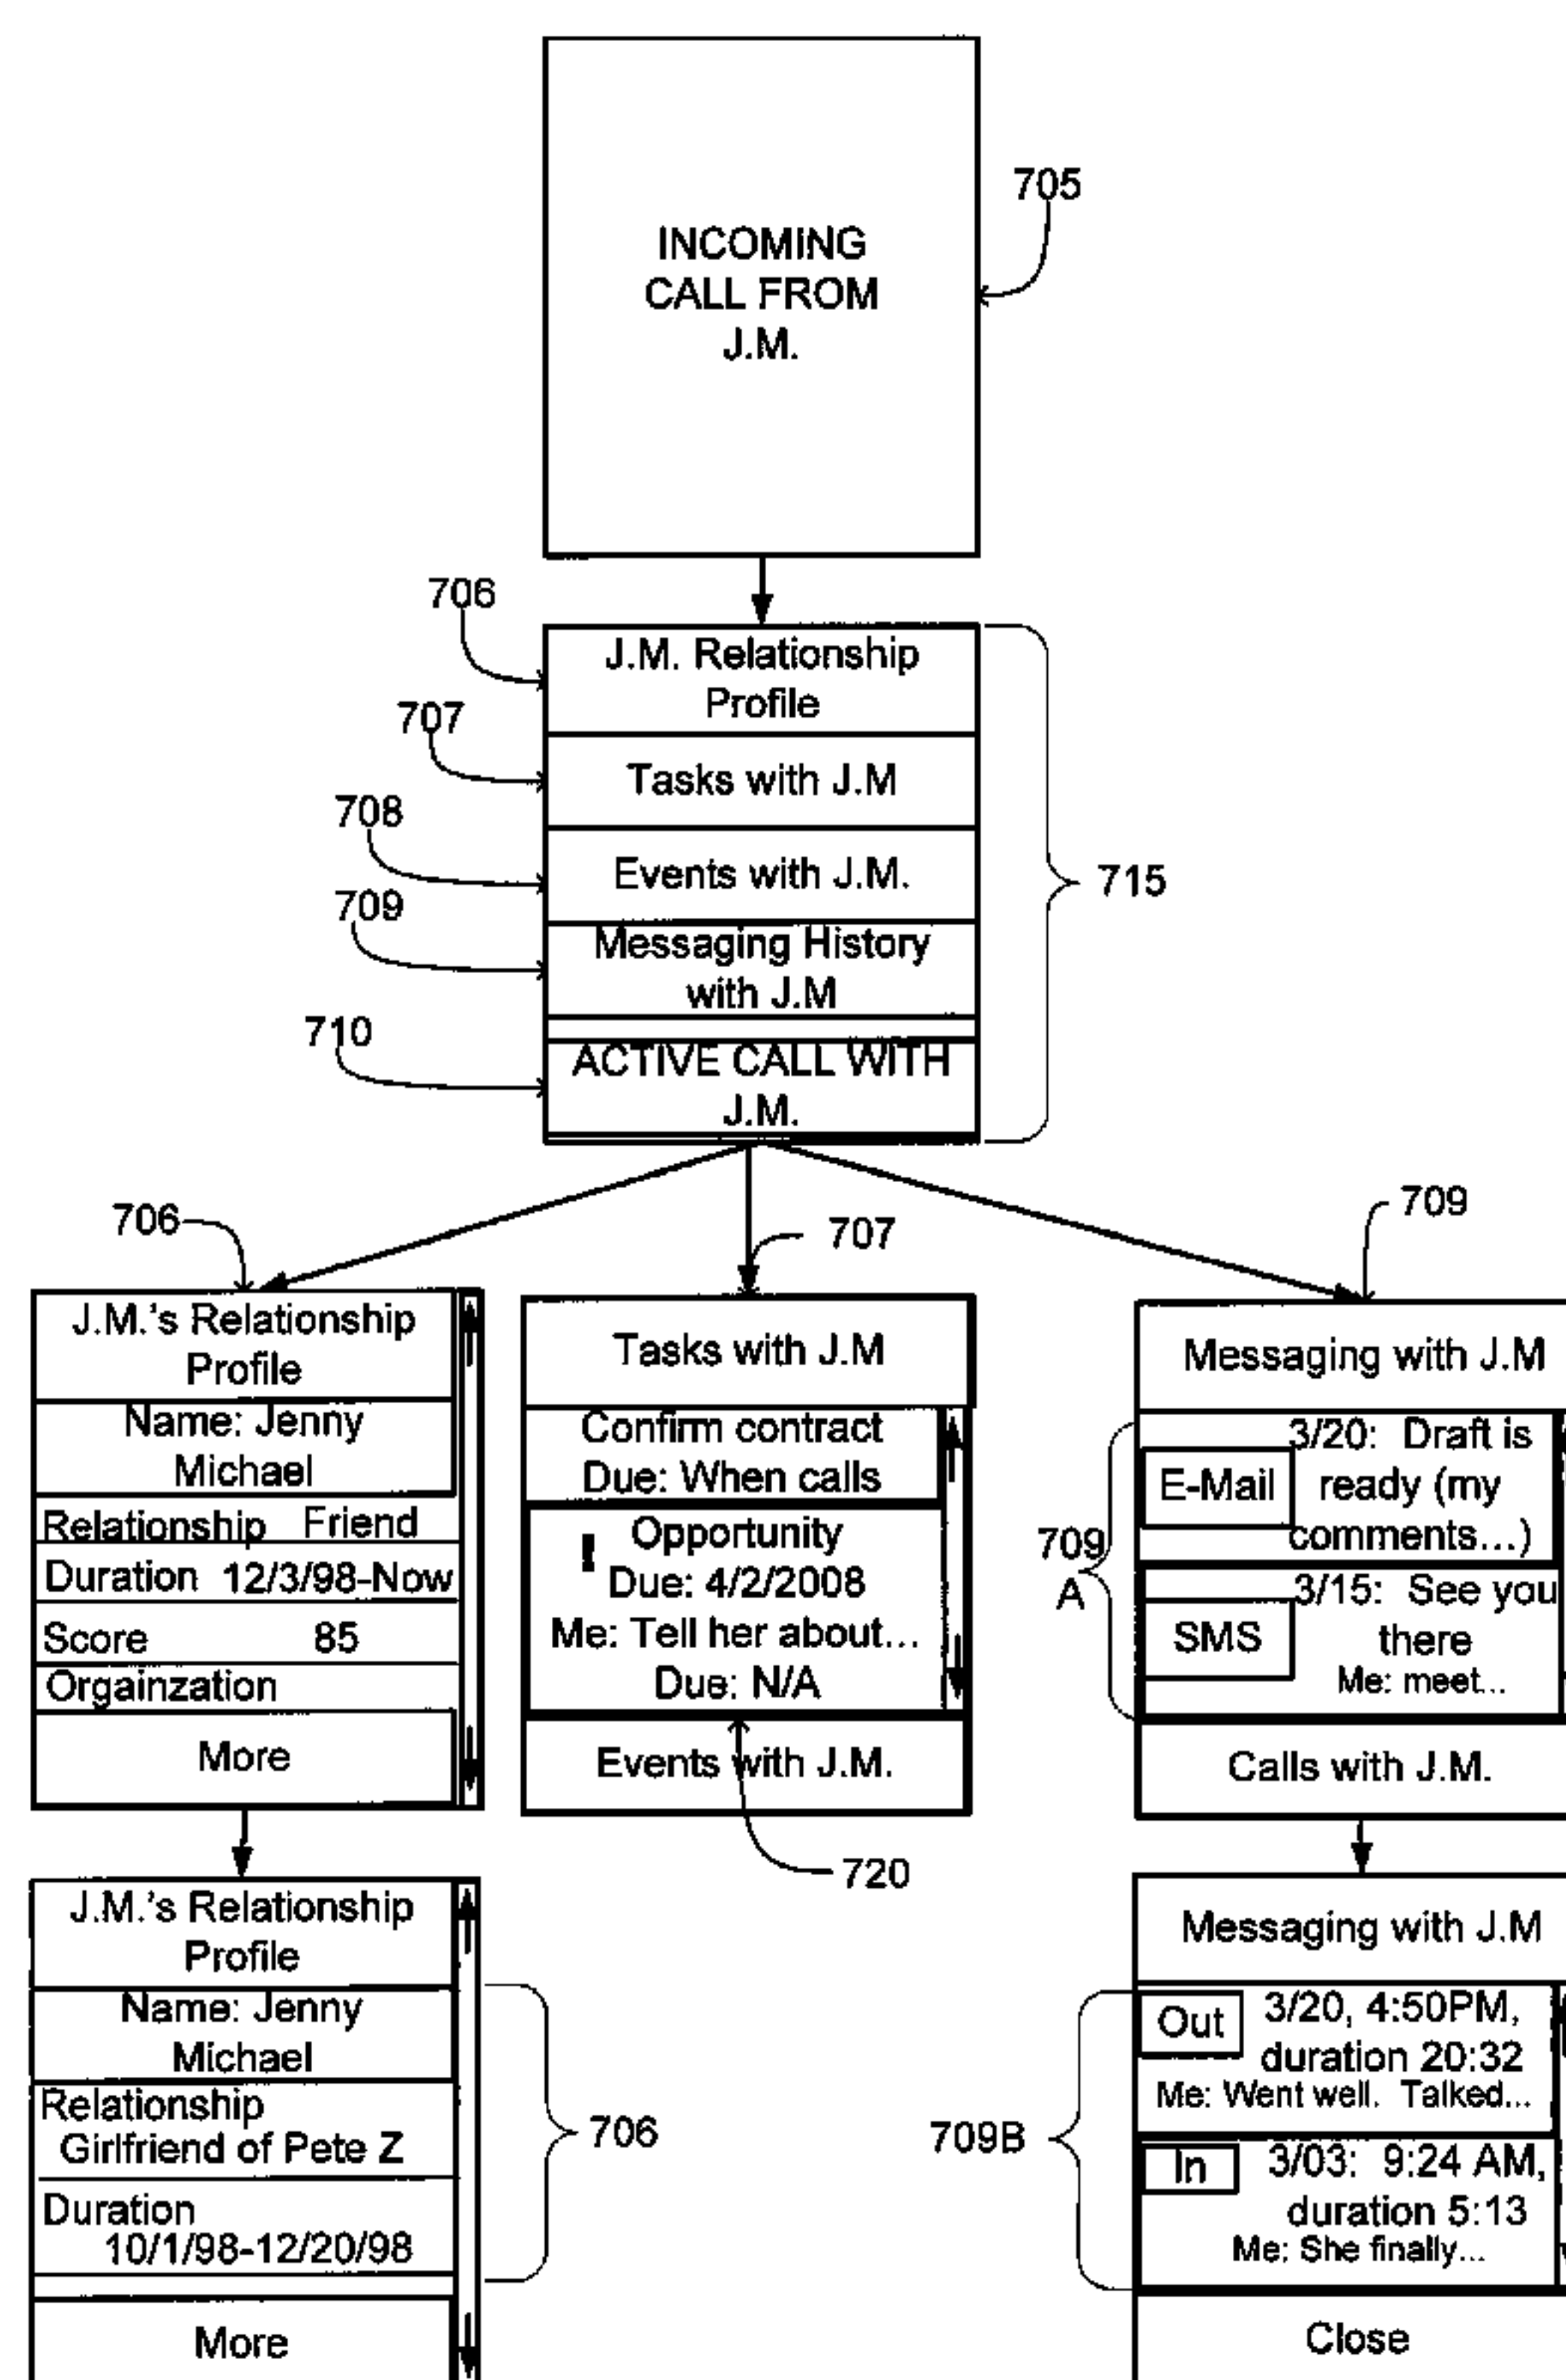 INCOMING
CALL FROM
J.M.
705
706
J.M. Relationship
Profile
707
Tasks with J.M
708
Events with J.M.
715
709
Messaging History
with J.M
710
ACTIVE CALL WITH
J.M.
706
J.M.'s Relationship
Profile
Name: Jenny
Michael
Relationship Friend
Duration 12/3/98-Now
Score 85
Orgainzation
More
707
Tasks with J.M
Confirm contract
Due: When calls
! Opportunity
Due: 4/2/2008
Me: Tell her about...
Due: N/A
Events with J.M.
720
709
Messaging with J.M
709
A
E-Mail
3/20: Draft is
ready (my
comments...)
SMS
3/15: See you
there
Me: meet...
Calls with J.M.
J.M.'s Relationship
Profile
Name: Jenny
Michael
Relationship
Girlfriend of Pete Z
Duration
10/1/98-12/20/98
More
706
Messaging with J.M
709B
Out
3/20, 4:50PM,
duration 20:32
Me: Went well. Talked...
In
3/03: 9:24 AM,
duration 5:13
Me: She finally...
Close